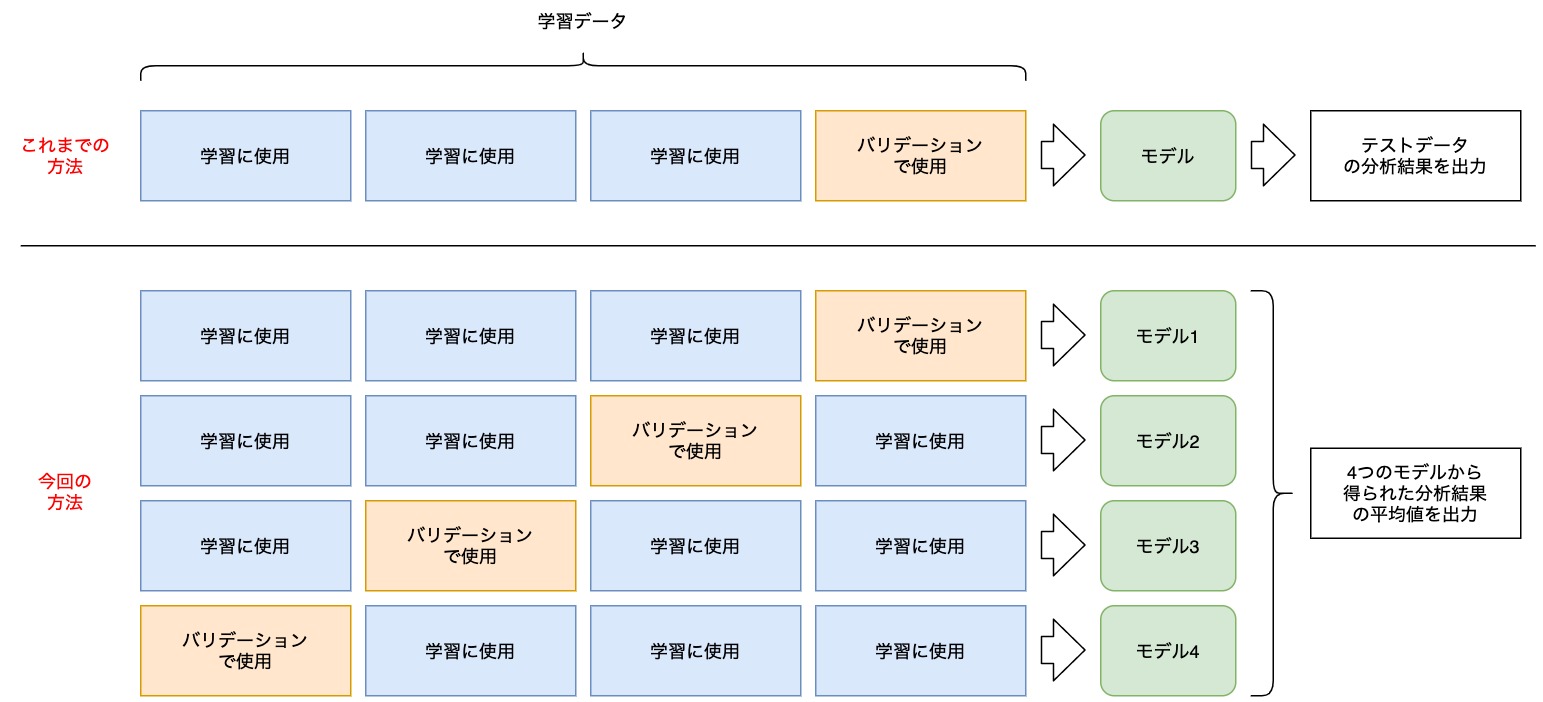 学習データ
これまでの
方法
学習に使用
学習に使用
学習に使用
バリデーション
で使用
モデル
テストデータ
の分析結果を出力
今回の
方法
学習に使用
学習に使用
学習に使用
バリデーション
で使用
モデル1
学習に使用
学習に使用
バリデーション
で使用
学習に使用
モデル2
学習に使用
バリデーション
で使用
学習に使用
学習に使用
モデル3
バリデーション
で使用
学習に使用
学習に使用
学習に使用
モデル4
4つのモデルから
得られた分析結果
の平均値を出力